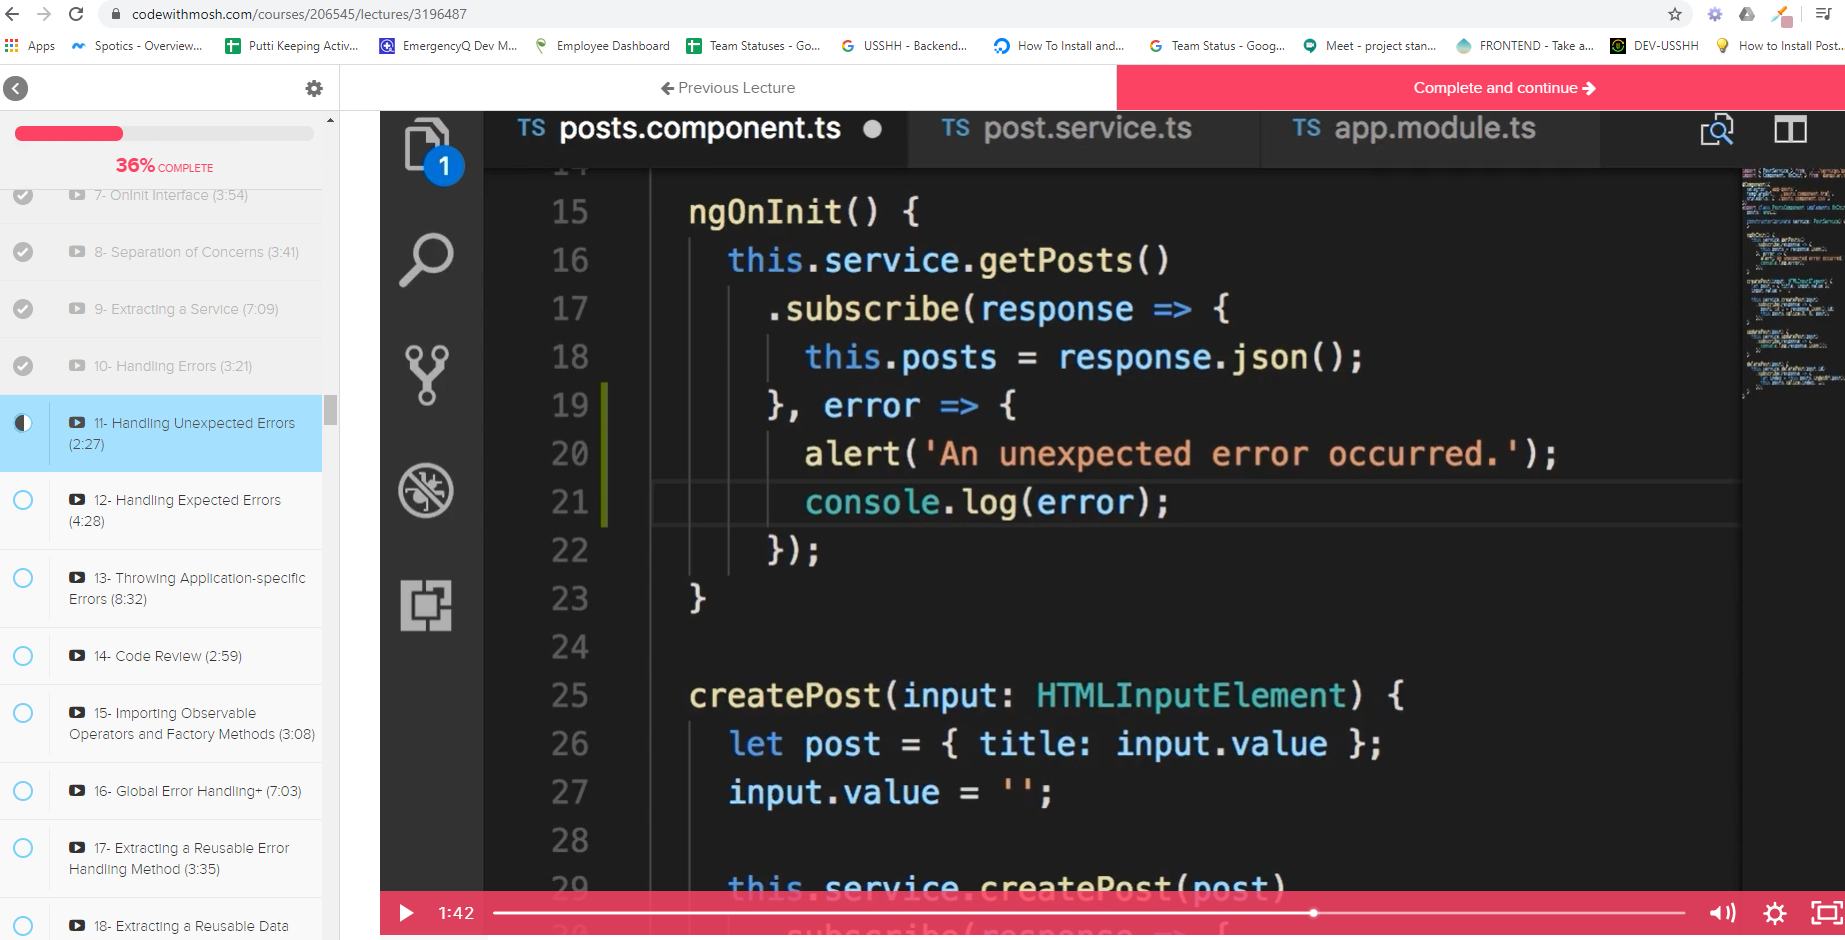 codewithmosh.com/courses/206545/lectures/3196487
Apps Spotics - Overview... Putti Keeping Activ... EmergencyQ Dev M... Employee Dashboard Team Statuses - Go... USSHH - Backend... How To Install and... Team Status - Goog... Meet - project stan... FRONTEND - Take a... DEV-USSHH How to Install Post...
Previous Lecture
Complete and continue
36% COMPLETE
7- OnInit Interface (3:54)
8- Separation of Concerns (3:41)
9- Extracting a Service (7:09)
10- Handling Errors (3:21)
11- Handling Unexpected Errors
(2:27)
12- Handling Expected Errors
(4:28)
13- Throwing Application-specific
Errors (8:32)
14- Code Review (2:59)
15- Importing Observable
Operators and Factory Methods (3:08)
16- Global Error Handling+ (7:03)
17- Extracting a Reusable Error
Handling Method (3:35)
18- Extracting a Reusable Data
1
TS posts.component.ts TS post.service.ts TS app.module.ts
14
15 ngOnInit() {
16 this.service.getPosts()
17 .subscribe(response => {
18 this.posts = response.json();
19 }, error => {
20 alert('An unexpected error occurred.');
21 console.log(error);
22 });
23 }
24
25 createPost(input: HTMLInputElement) {
26 let post = { title: input.value };
27 input.value = '';
28
29 this.service.createPost(post)
30 .subscribe(response => {
1:42